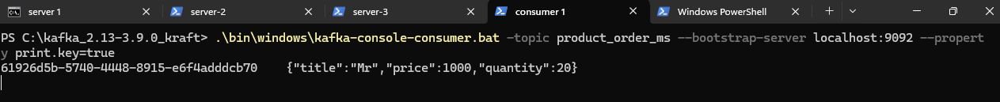 server 1 server-2 server-3 consumer 1 Windows PowerShell
PS C:\kafka_2.13-3.9.0_kraft> .\bin\windows\kafka-console-consumer.bat -topic product_order_ms --bootstrap-server localhost:9092 --propert
y print.key=true
61926d5b-5740-4448-8915-e6f4adddcb70 {"title":"Mr","price":1000,"quantity":20}